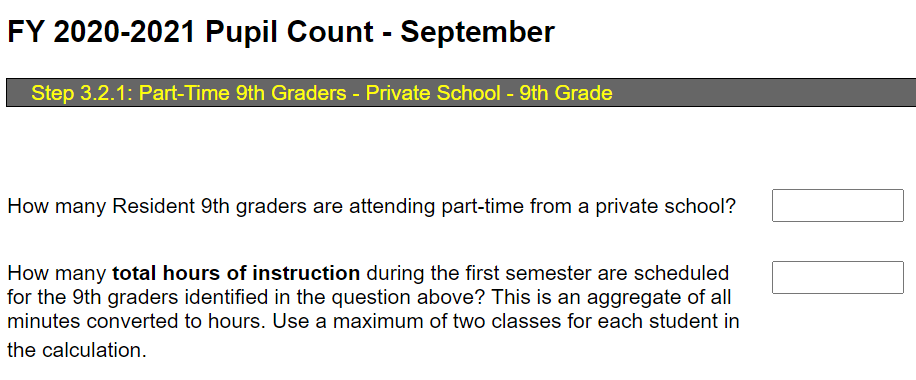 FY 2020-2021 Pupil Count - September
Step 3.2.1: Part-Time 9th Graders - Private School - 9th Grade
How many Resident 9th graders are attending part-time from a private school?
How many total hours of instruction during the first semester are scheduled
for the 9th graders identified in the question above? This is an aggregate of all
minutes converted to hours. Use a maximum of two classes for each student in
the calculation.